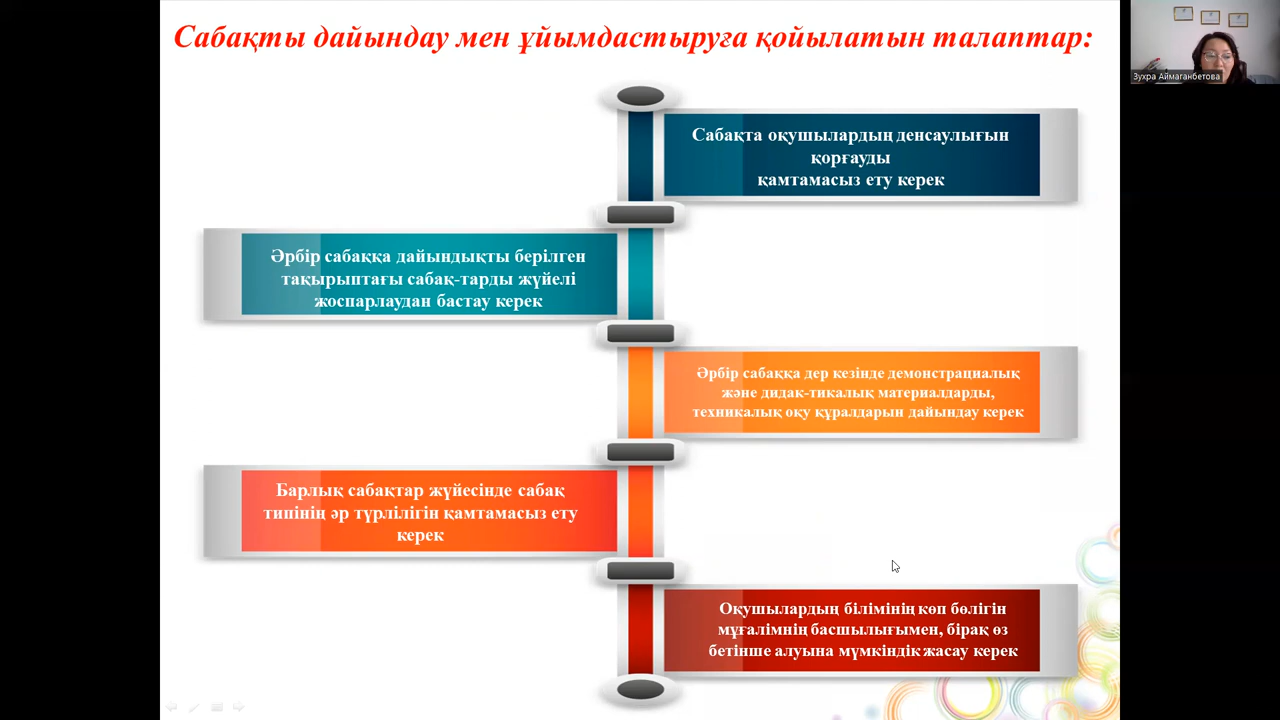 Сабақты дайындау мен ұйымдастыруға қойылатын талаптар:
Зухра Аймаганбетова
Сабақта оқушылардың денсаулығын
қорғауды
қамтамасыз ету керек
Әрбір сабаққа дайындықты берілген
тақырыптағы сабақ-тарды жүйелі
жоспарлаудан бастау керек
Әрбір сабаққа дер кезінде демонстрациалық
және дидак-тикалық материалдарды,
техникалық оқу құралдарын дайындау керек
Барлық сабақтар жүйесінде сабақ
типінің әр түрлілігін қамтамасыз ету
керек
Оқушылардың білімінің көп бөлігін
мұғалімнің басшылығымен, бірақ өз
бетінше алуына мүмкіндік жасау керек